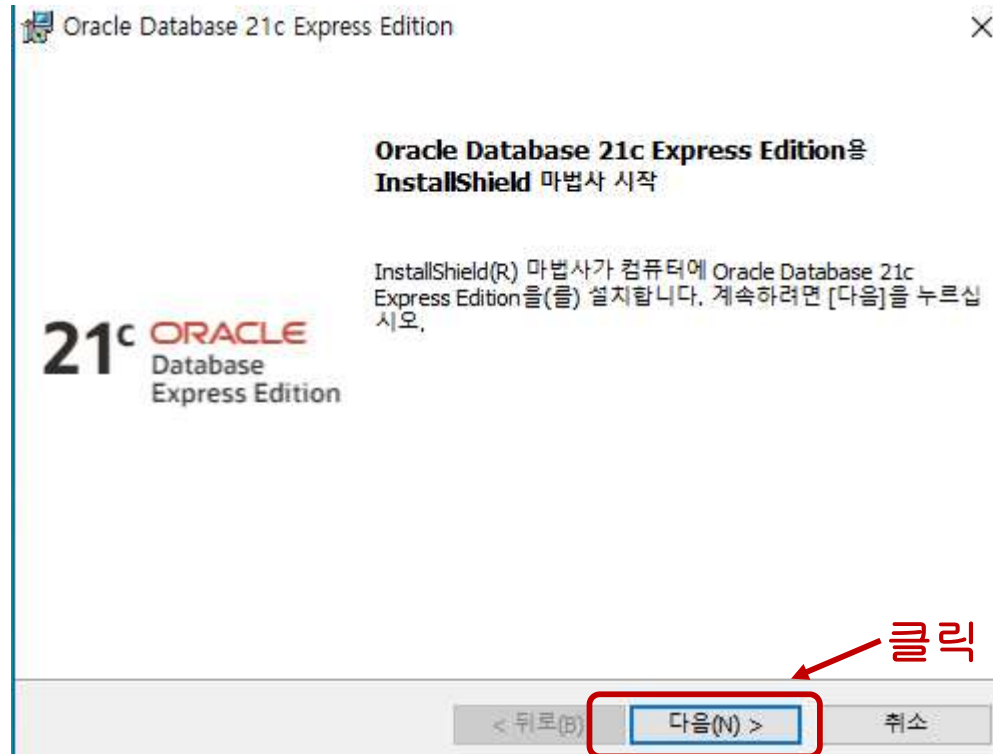 Oracle Database 21c Express Edition
Oracle Database 21c Express Edition용
InstallShield 마법사 시작
InstallShield(R) 마법사가 컴퓨터에 Oracle Database 21c
Express Edition을(를) 설치합니다. 계속하려면 [다음]을 누르십
시오.
21c ORACLE
Database
Express Edition
클릭
< 뒤로(B) 다음(N) > 취소